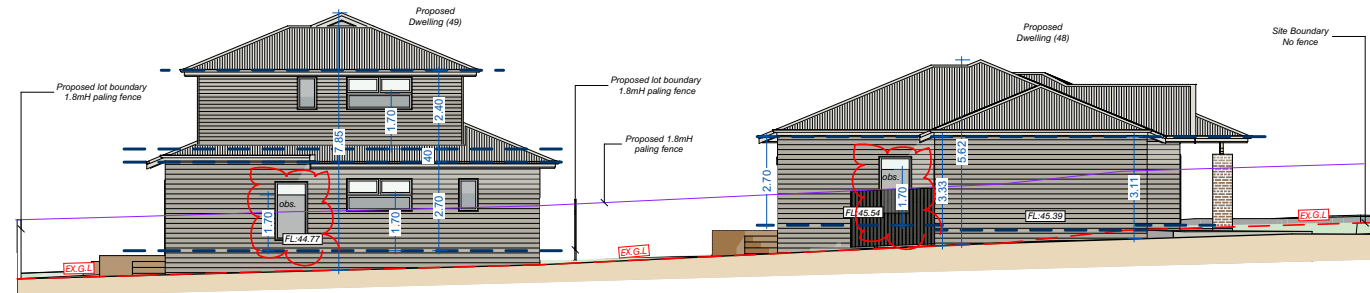 Proposed
Dwelling (49)
Proposed
Dwelling (48)
Site Boundary
No fence
Proposed lot boundary
1.8mH paling fence
Proposed lot boundary
1.8mH paling fence
Proposed 1.8mH
paling fence
7.85
1.70
2.40
40
obs.
1.70
1.70
2.70
FL:44.77
EX.G.L
EX.G.L
2.70
obs.
1.70
5.62
3.33
3.11
FL:45.54
FL:45.39
EX.G.L